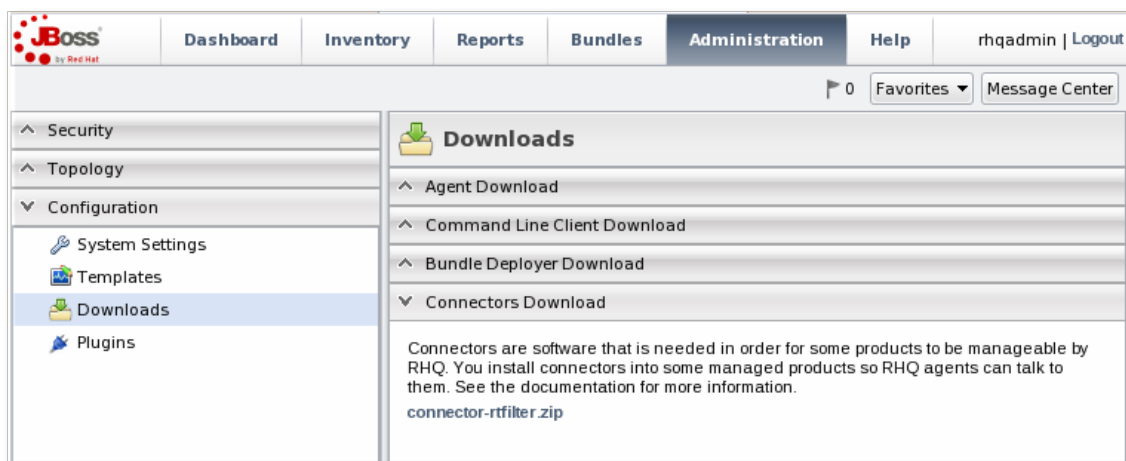 JBoss
by Red Hat
Dashboard Inventory Reports Bundles Administration Help rhqadmin | Logout
0 Favorites Message Center
Security
Topology
Configuration
System Settings
Templates
Downloads
Plugins
Downloads
Agent Download
Command Line Client Download
Bundle Deployer Download
Connectors Download
Connectors are software that is needed in order for some products to be manageable by
RHQ. You install connectors into some managed products so RHQ agents can talk to
them. See the documentation for more information.
connector-rtfilter.zip